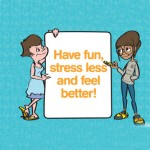 Have fun,
stress less
and feel
better!